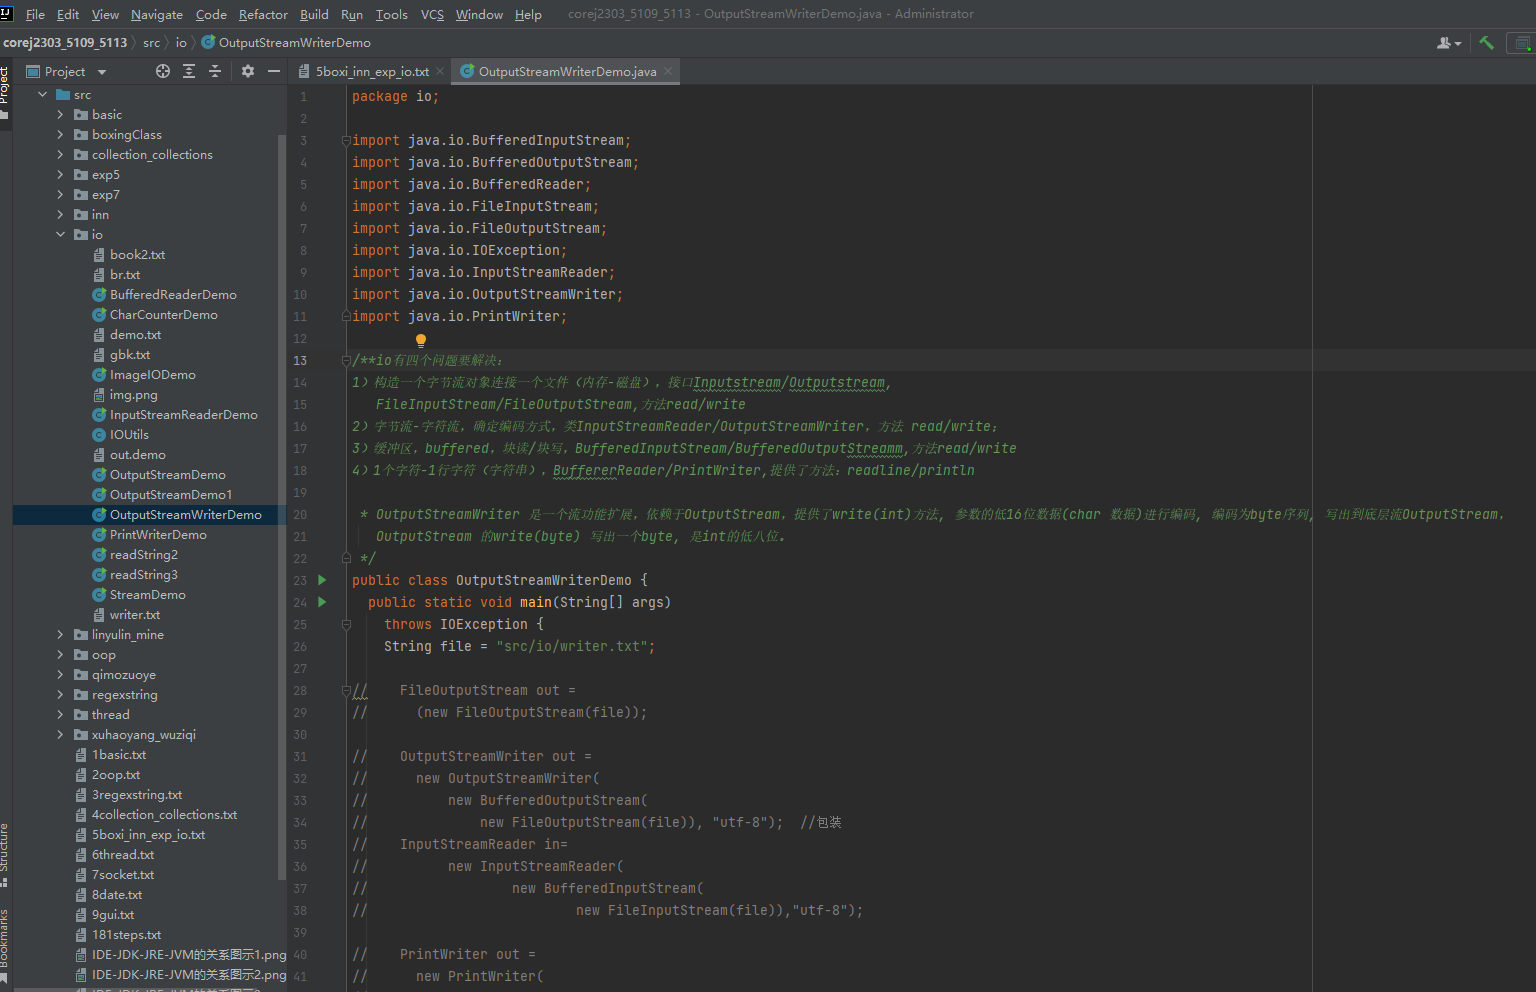 File Edit View Navigate Code Refactor Build Run Tools VCS Window Help corej2303_5109_5113 - OutputStreamWriterDemo.java - Administrator
corej2303_5109_5113 src io OutputStreamWriterDemo
Project
Project
5boxi_inn_exp_io.txt OutputStreamWriterDemo.java
src
basic
boxingClass
collection_collections
exp5
exp7
inn
io
book2.txt
br.txt
BufferedReaderDemo
CharCounterDemo
demo.txt
gbk.txt
ImageIODemo
img.png
InputStreamReaderDemo
IOUtils
out.demo
OutputStreamDemo
OutputStreamDemo1
OutputStreamWriterDemo
PrintWriterDemo
readString2
readString3
StreamDemo
writer.txt
linyulin_mine
oop
qimozuoye
regexstring
thread
xuhaoyang_wuziqi
1basic.txt
2oop.txt
3regexstring.txt
4collection_collections.txt
5boxi_inn_exp_io.txt
6thread.txt
7socket.txt
8date.txt
9gui.txt
181steps.txt
IDE-JDK-JRE-JVM的关系图示1.png
IDE-JDK-JRE-JVM的关系图示2.png
Structure
Bookmarks
1 package io;
2
3 import java.io.BufferedInputStream;
4 import java.io.BufferedOutputStream;
5 import java.io.BufferedReader;
6 import java.io.FileInputStream;
7 import java.io.FileOutputStream;
8 import java.io.IOException;
9 import java.io.InputStreamReader;
10 import java.io.OutputStreamWriter;
11 import java.io.PrintWriter;
12
13 /**io有四个问题要解决：
14 1）构造一个字节流对象连接一个文件（内存-磁盘），接口Inputstream/Outputstream,
15 FileInputStream/FileOutputStream,方法read/write
16 2）字节流-字符流，确定编码方式，类InputStreamReader/OutputStreamWriter，方法 read/write；
17 3）缓冲区，buffered，块读/块写，BufferedInputStream/BufferedOutputStreamm,方法read/write
18 4）1个字符-1行字符（字符串），BuffererReader/PrintWriter,提供了方法：readline/println
19
20 * OutputStreamWriter 是一个流功能扩展，依赖于OutputStream，提供了write(int)方法, 参数的低16位数据(char 数据)进行编码, 编码为byte序列, 写出到底层流OutputStream.
21 OutputStream 的write(byte) 写出一个byte, 是int的低八位。
22 */
23 public class OutputStreamWriterDemo {
24 public static void main(String[] args)
25 throws IOException {
26 String file = "src/io/writer.txt";
27
28 // FileOutputStream out =
29 // (new FileOutputStream(file));
30
31 // OutputStreamWriter out =
32 // new OutputStreamWriter(
33 // new BufferedOutputStream(
34 // new FileOutputStream(file)), "utf-8"); //包装
35 // InputStreamReader in=
36 // new InputStreamReader(
37 // new BufferedInputStream(
38 // new FileInputStream(file)),"utf-8");
39
40 // PrintWriter out =
41 // new PrintWriter(